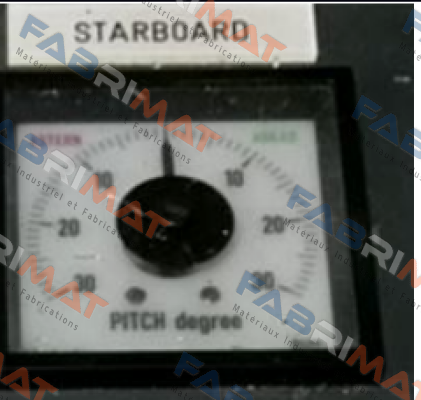 STARBOARD
ASTERN AHEAD
10 10
20 20
30 30
PITCH degree
FABRIMAT
Matériaux Industriel et Fabrications